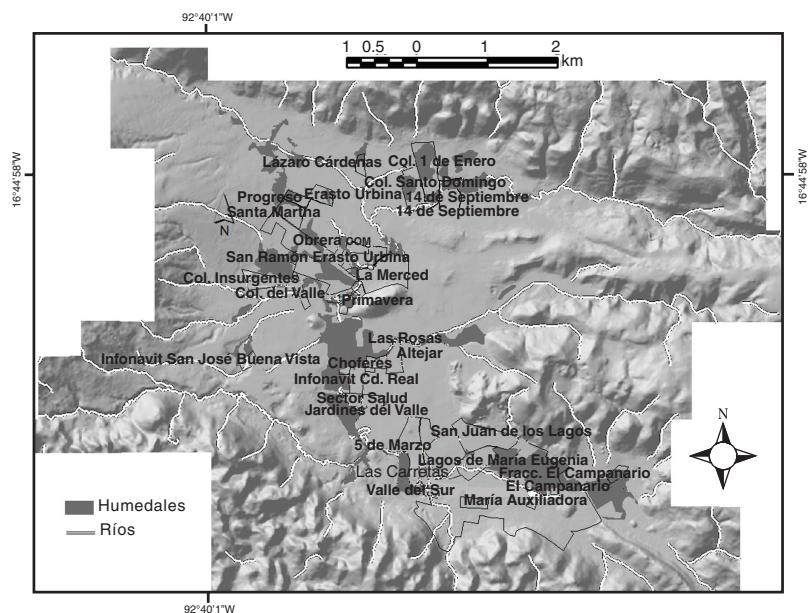 92°40'1"W
1 0.5 0 1 2
km
16°44'58"W
16°44'58"W
Lázaro Cárdenas
Col. 1 de Enero
Col. Santo Domingo
Progreso
Erasto Urbina
14 de Septiembre
Santa Martha
14 de Septiembre
N
Obrera
San Ramón
Erasto Urbina
La Merced
Col. Insurgentes
Col. del Valle
Primavera
Las Rosas
Altejar
Infonavit San José Buena Vista
Choferes
Infonavit Cd. Real
Sector Salud
Jardines del Valle
San Juan de los Lagos
N
5 de Marzo
Lagos de María Eugenia
Las Carretas
Fracc. El Campanario
El Campanario
Valle del Sur
María Auxiliadora
Humedales
Ríos
92°40'1"W